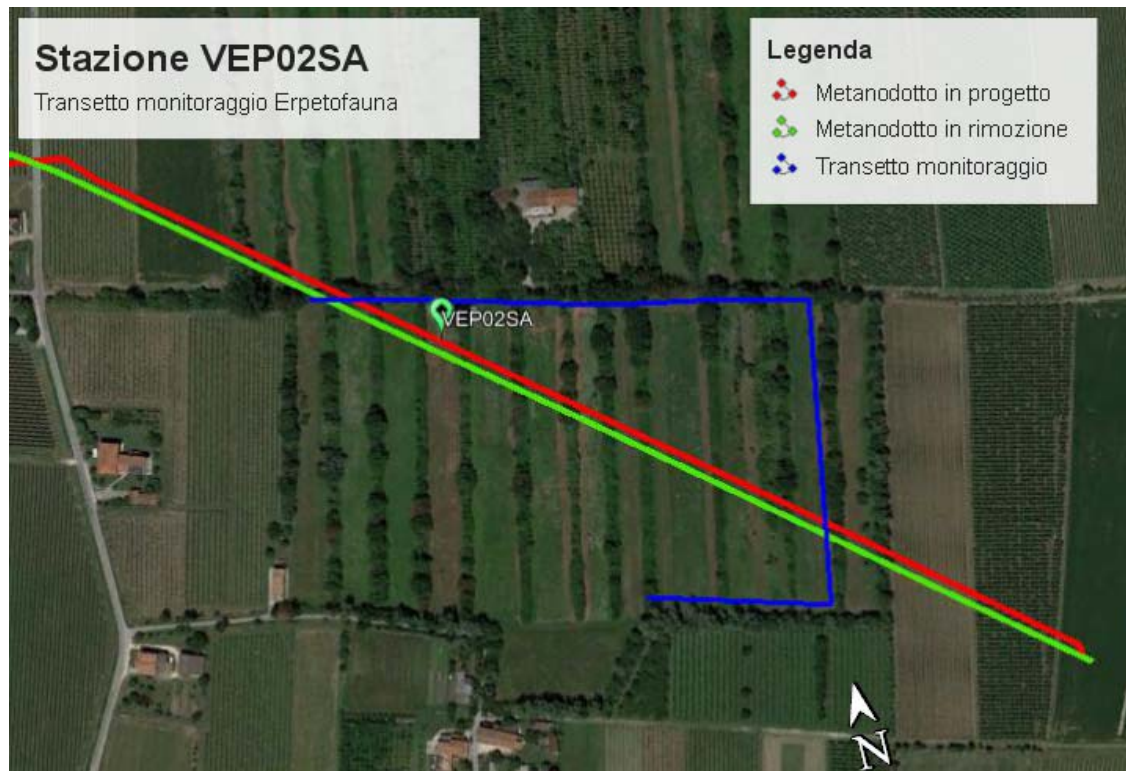 Stazione VEP02SA
Transetto monitoraggio Erpetofauna
Legenda
Metanodotto in progetto
Metanodotto in rimozione
Transetto monitoraggio
VEP02SA
N